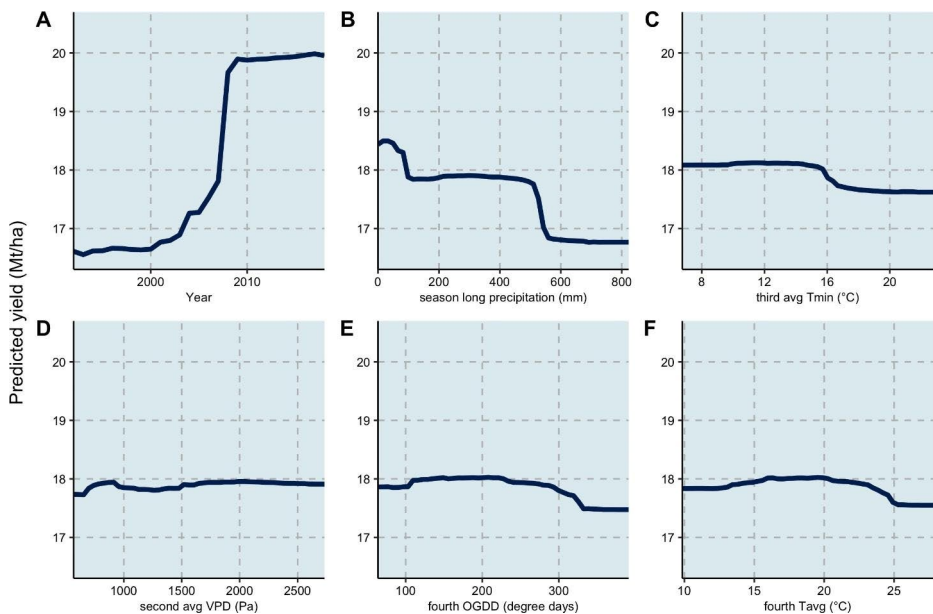 A
B
C
Predicted yield (Mt/ha)
20
19
18
17
2000 2010
Year
20
19
18
17
0 200 400 600 800
season long precipitation (mm)
20
19
18
17
8 12 16 20
third avg Tmin (°C)
D
E
F
20
19
18
17
1000 1500 2000 2500
second avg VPD (Pa)
20
19
18
17
100 200 300
fourth OGDD (degree days)
20
19
18
17
10 15 20 25
fourth Tavg (°C)